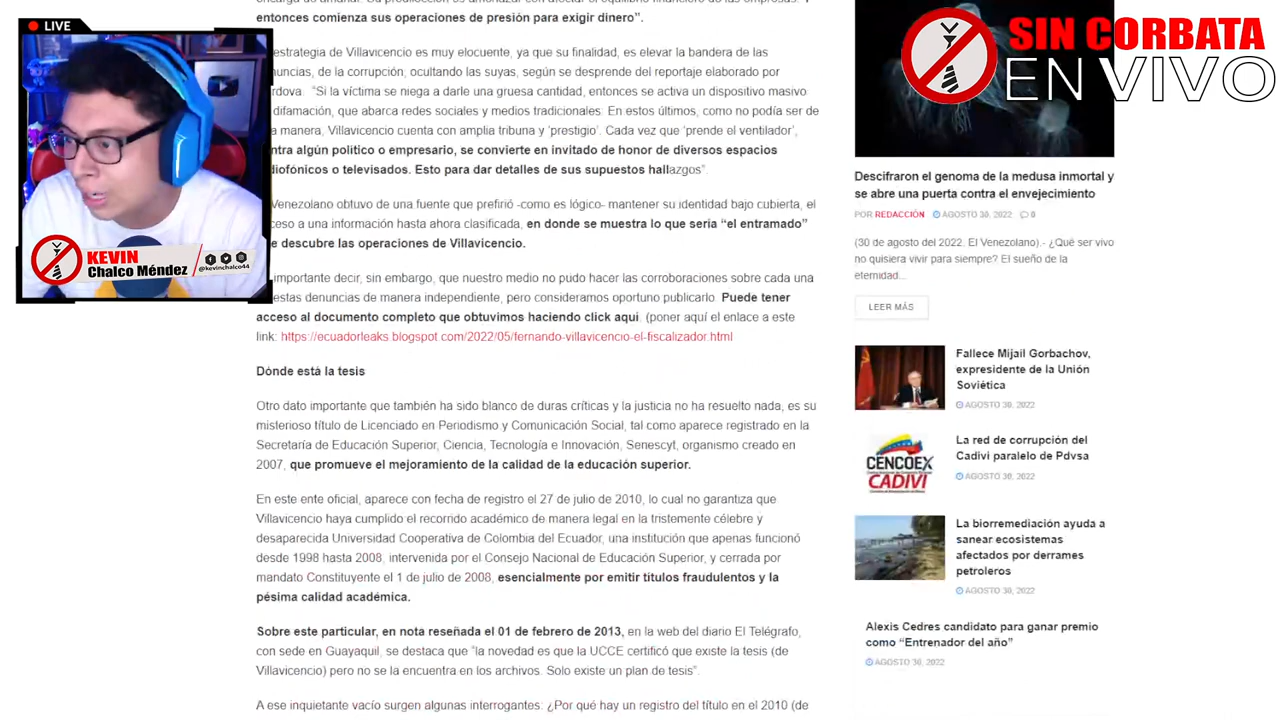 LIVE
SIN CORBATA
EN VIVO
KEVIN
Chalco Méndez
@kevinchalco44
entonces comienza sus operaciones de presión para exigir dinero”.
estrategia de Villavicencio es muy elocuente, ya que su finalidad, es elevar la bandera de las
de la corrupción, ocultando las suyas, según se desprende del reportaje elaborado por
“Si la víctima se niega a darle una gruesa cantidad, entonces se activa un dispositivo masivo
difamación, que abarca redes sociales y medios tradicionales. En estos últimos, como no podía ser de
manera, Villavicencio cuenta con amplia tribuna y ‘prestigio’. Cada vez que ‘prende el ventilador’,
algún político o empresario, se convierte en invitado de honor de diversos espacios
o televisados. Esto para dar detalles de sus supuestos hallazgos”.
Venezolano obtuvo de una fuente que prefirió -como es lógico- mantener su identidad bajo cubierta, el
a una información hasta ahora clasificada, en donde se muestra lo que sería “el entramado”
descubre las operaciones de Villavicencio.
importante decir, sin embargo, que nuestro medio no pudo hacer las corroboraciones sobre cada una
denuncias de manera independiente, pero consideramos oportuno publicarlo. Puede tener
acceso al documento completo que obtuvimos haciendo click aquí. (poner aquí el enlace a este
link: https://ecuadorleaks.blogspot.com/2022/05/fernando-villavicencio-el-fiscalizador.html
Dónde está la tesis
Otro dato importante que también ha sido blanco de duras críticas y la justicia no ha resuelto nada, es su
misterioso título de Licenciado en Periodismo y Comunicación Social, tal como aparece registrado en la
Secretaría de Educación Superior, Ciencia, Tecnología e Innovación, Senescyt, organismo creado en
2007, que promueve el mejoramiento de la calidad de la educación superior.
En este ente oficial, aparece con fecha de registro el 27 de julio de 2010, lo cual no garantiza que
Villavicencio haya cumplido el recorrido académico de manera legal en la tristemente célebre y
desaparecida Universidad Cooperativa de Colombia del Ecuador, una institución que apenas funcionó
desde 1998 hasta 2008, intervenida por el Consejo Nacional de Educación Superior, y cerrada por
mandato Constituyente el 1 de julio de 2008, esencialmente por emitir títulos fraudulentos y la
pésima calidad académica.
Sobre este particular, en nota reseñada el 01 de febrero de 2013, en la web del diario El Telégrafo,
con sede en Guayaquil, se destaca que “la novedad es que la UCCE certificó que existe la tesis (de
Villavicencio) pero no se la encuentra en los archivos. Solo existe un plan de tesis”.
A ese inquietante vacío surgen algunas interrogantes: ¿Por qué hay un registro del título en el 2010 (de
Descifraron el genoma de la medusa inmortal y
se abre una puerta contra el envejecimiento
POR REDACCIÓN AGOSTO 30, 2022 0
(30 de agosto del 2022. El Venezolano).- ¿Qué ser vivo
no quisiera vivir para siempre? El sueño de la
eternidad...
LEER MÁS
Fallece Mijaíl Gorbachov,
expresidente de la Unión
Soviética
AGOSTO 30, 2022
CENCOEX
CADIVI
La red de corrupción del
Cadivi paralelo de Pdvsa
AGOSTO 30, 2022
La biorremediación ayuda a
sanear ecosistemas
afectados por derrames
petroleros
AGOSTO 30, 2022
Alexis Cedres candidato para ganar premio
como “Entrenador del año”
AGOSTO 30, 2022